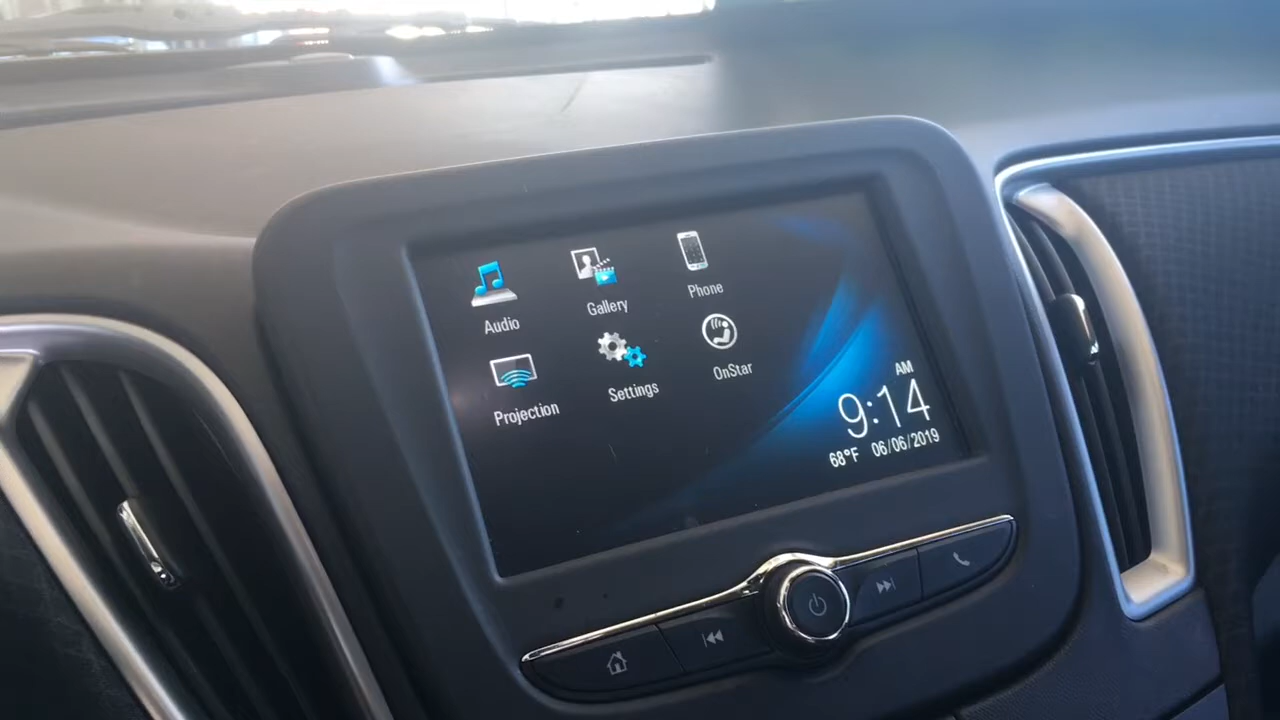 Audio
Gallery
Phone
Projection
Settings
OnStar
AM
9:14
68°F 06/06/2019